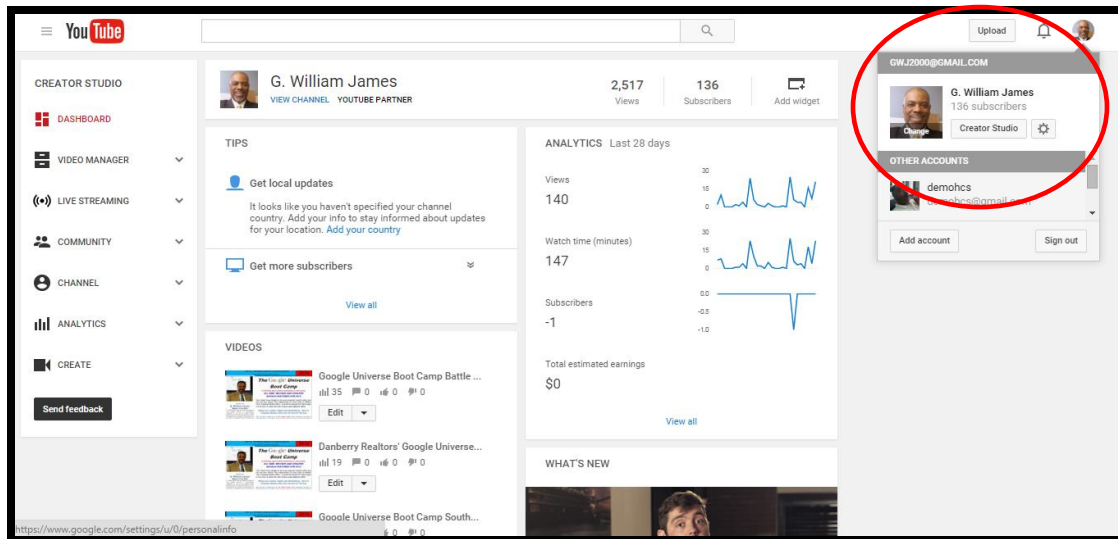 YouTube
Upload
CREATOR STUDIO
DASHBOARD
VIDEO MANAGER
LIVE STREAMING
COMMUNITY
CHANNEL
ANALYTICS
CREATE
Send feedback
G. William James
VIEW CHANNEL YOUTUBE PARTNER
2,517
Views
136
Subscribers
Add widget
TIPS
Get local updates
It looks like you haven't specified your channel
country. Add your info to stay informed about updates
for your location. Add your country
Get more subscribers
View all
VIDEOS
Google Universe Boot Camp Battle ...
35 0 0 0
Edit
Danberry Realtors' Google Universe...
19 0 0 0
Edit
Google Universe Boot Camp South...
0 0
ANALYTICS Last 28 days
Views
140
30
15
0
Watch time (minutes)
147
30
15
0
Subscribers
-1
0.0
-0.5
-1.0
Total estimated earnings
$0
View all
WHAT'S NEW
GWJ2000@GMAIL.COM
G. William James
136 subscribers
Change
Creator Studio
OTHER ACCOUNTS
demohcs
demohcs@gmail.com
Add account
Sign out
https://www.google.com/settings/u/0/personalinfo